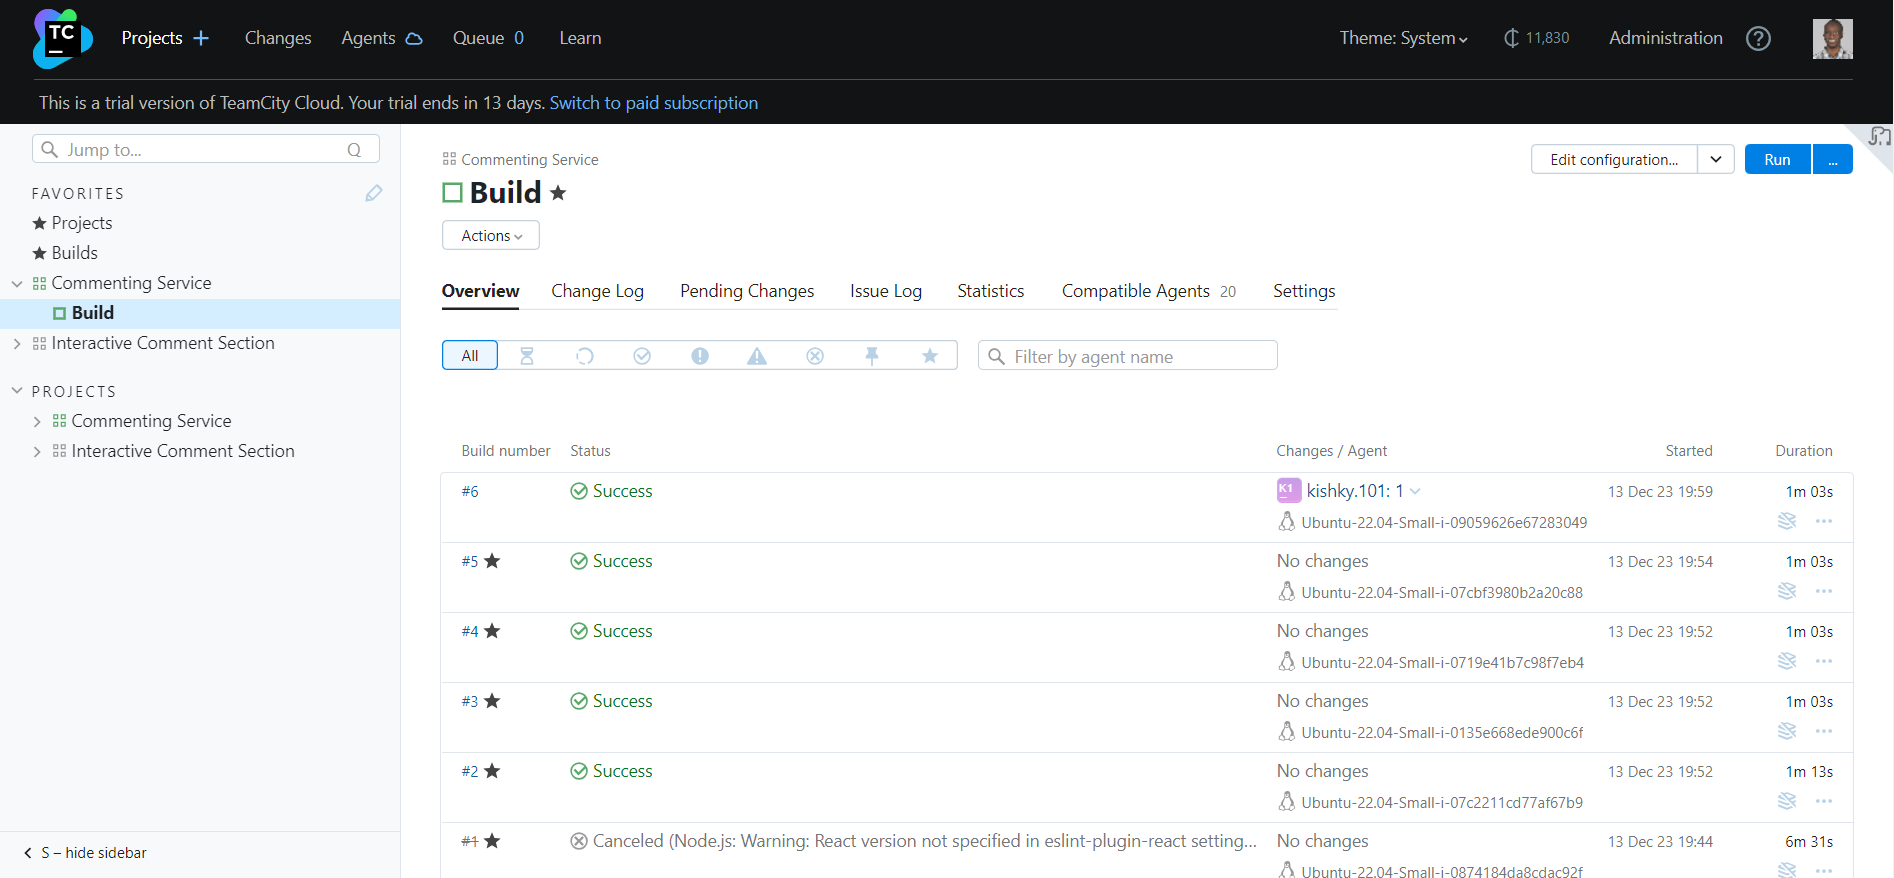 TC
Projects
Changes
Agents
Queue 0
Learn
Theme: System
11,830
Administration
?
This is a trial version of TeamCity Cloud. Your trial ends in 13 days. Switch to paid subscription
Jump to...
Q
FAVORITES
Projects
Builds
Commenting Service
Build
Interactive Comment Section
PROJECTS
Commenting Service
Interactive Comment Section
S – hide sidebar
Commenting Service
Build
Edit configuration...
Run
...
Actions
Overview
Change Log
Pending Changes
Issue Log
Statistics
Compatible Agents 20
Settings
All
Filter by agent name
Build number Status Changes / Agent Started Duration
#6 Success K1 kishky.101: 1 13 Dec 23 19:59 1m 03s
Ubuntu-22.04-Small-i-09059626e67283049
#5 Success No changes 13 Dec 23 19:54 1m 03s
Ubuntu-22.04-Small-i-07cbf3980b2a20c88
#4 Success No changes 13 Dec 23 19:52 1m 03s
Ubuntu-22.04-Small-i-0719e41b7c98f7eb4
#3 Success No changes 13 Dec 23 19:52 1m 03s
Ubuntu-22.04-Small-i-0135e668ede900c6f
#2 Success No changes 13 Dec 23 19:52 1m 13s
Ubuntu-22.04-Small-i-07c2211cd77af67b9
#1 Canceled (Node.js: Warning: React version not specified in eslint-plugin-react setting... No changes 13 Dec 23 19:44 6m 31s
Ubuntu-22.04-Small-i-0874184da8cdac92f